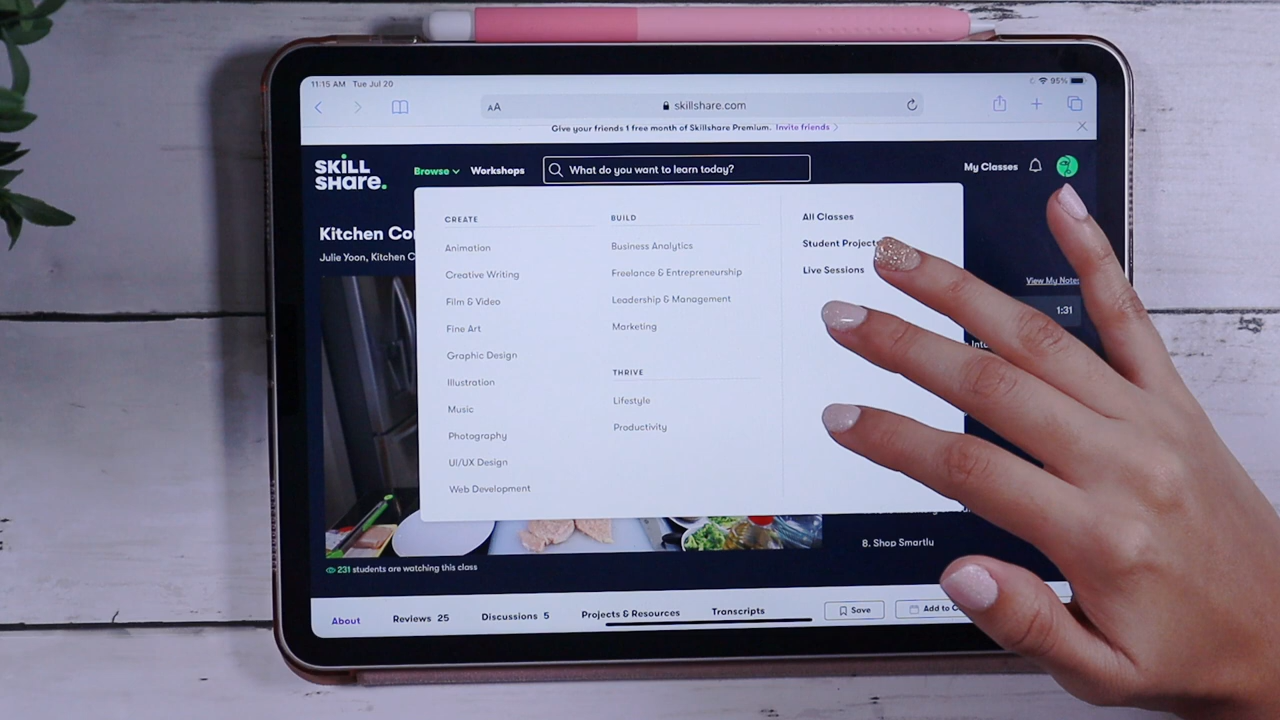 11:15 AM Tue Jul 20
95%
AA
skillshare.com
Give your friends 1 free month of Skillshare Premium. Invite friends
SKILL
SHARE.
Browse
Workshops
What do you want to learn today?
My Classes
Kitchen
Julie Yoon, Kitchen
CREATE
Animation
Creative Writing
Film & Video
Fine Art
Graphic Design
Illustration
Music
Photography
UI/UX Design
Web Development
BUILD
Business Analytics
Freelance & Entrepreneurship
Leadership & Management
Marketing
THRIVE
Lifestyle
Productivity
All Classes
Student Projects
Live Sessions
View My Notes
1:31
8. Shop
231 students are watching this class
About
Reviews 25
Discussions 5
Projects & Resources
Transcripts
Save
Add to